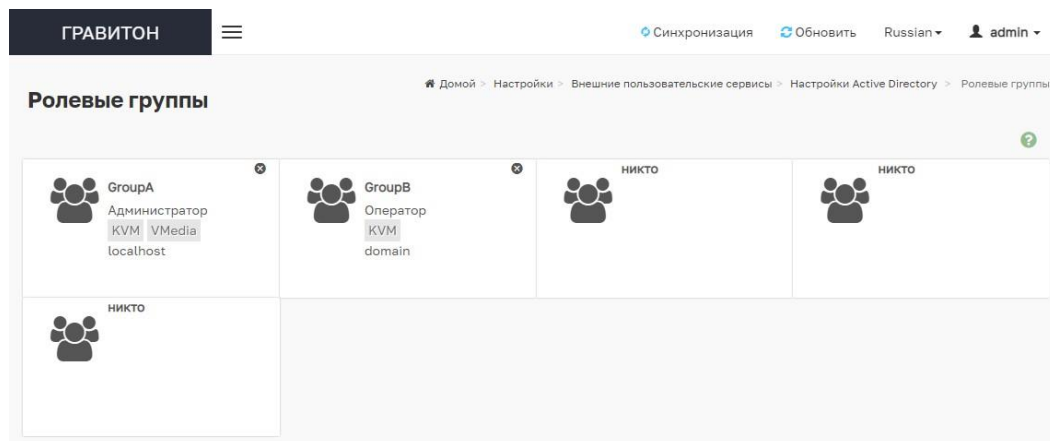 ГРАВИТОН
Синхронизация Обновить Russian admin
Ролевые группы
Домой > Настройки > Внешние пользовательские сервисы > Настройки Active Directory > Ролевые группы
GroupA
Администратор
KVM VMedia
localhost
GroupB
Оператор
KVM
domain
никто
никто
никто